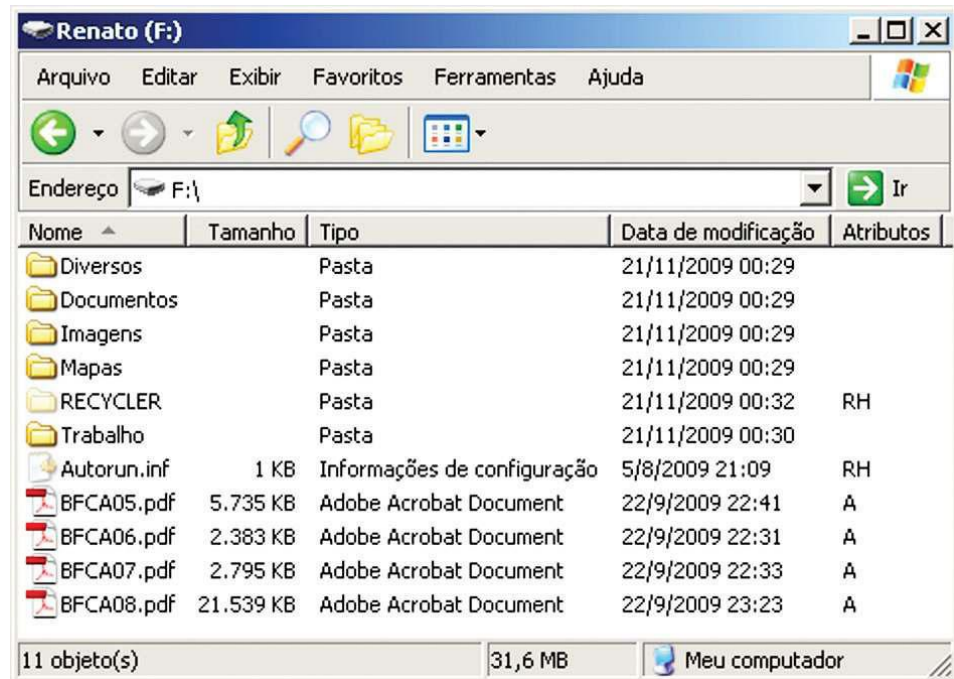 Renato (F:)
Arquivo Editar Exibir Favoritos Ferramentas Ajuda
Endereço F:\ Ir
Nome Tamanho Tipo Data de modificação Atributos
Diversos Pasta 21/11/2009 00:29
Documentos Pasta 21/11/2009 00:29
Imagens Pasta 21/11/2009 00:29
Mapas Pasta 21/11/2009 00:29
RECYCLER Pasta 21/11/2009 00:32 RH
Trabalho Pasta 21/11/2009 00:30
Autorun.inf 1 KB Informações de configuração 5/8/2009 21:09 RH
BFCA05.pdf 5.735 KB Adobe Acrobat Document 22/9/2009 22:41 A
BFCA06.pdf 2.383 KB Adobe Acrobat Document 22/9/2009 22:31 A
BFCA07.pdf 2.795 KB Adobe Acrobat Document 22/9/2009 22:33 A
BFCA08.pdf 21.539 KB Adobe Acrobat Document 22/9/2009 23:23 A
11 objeto(s) 31,6 MB Meu computador